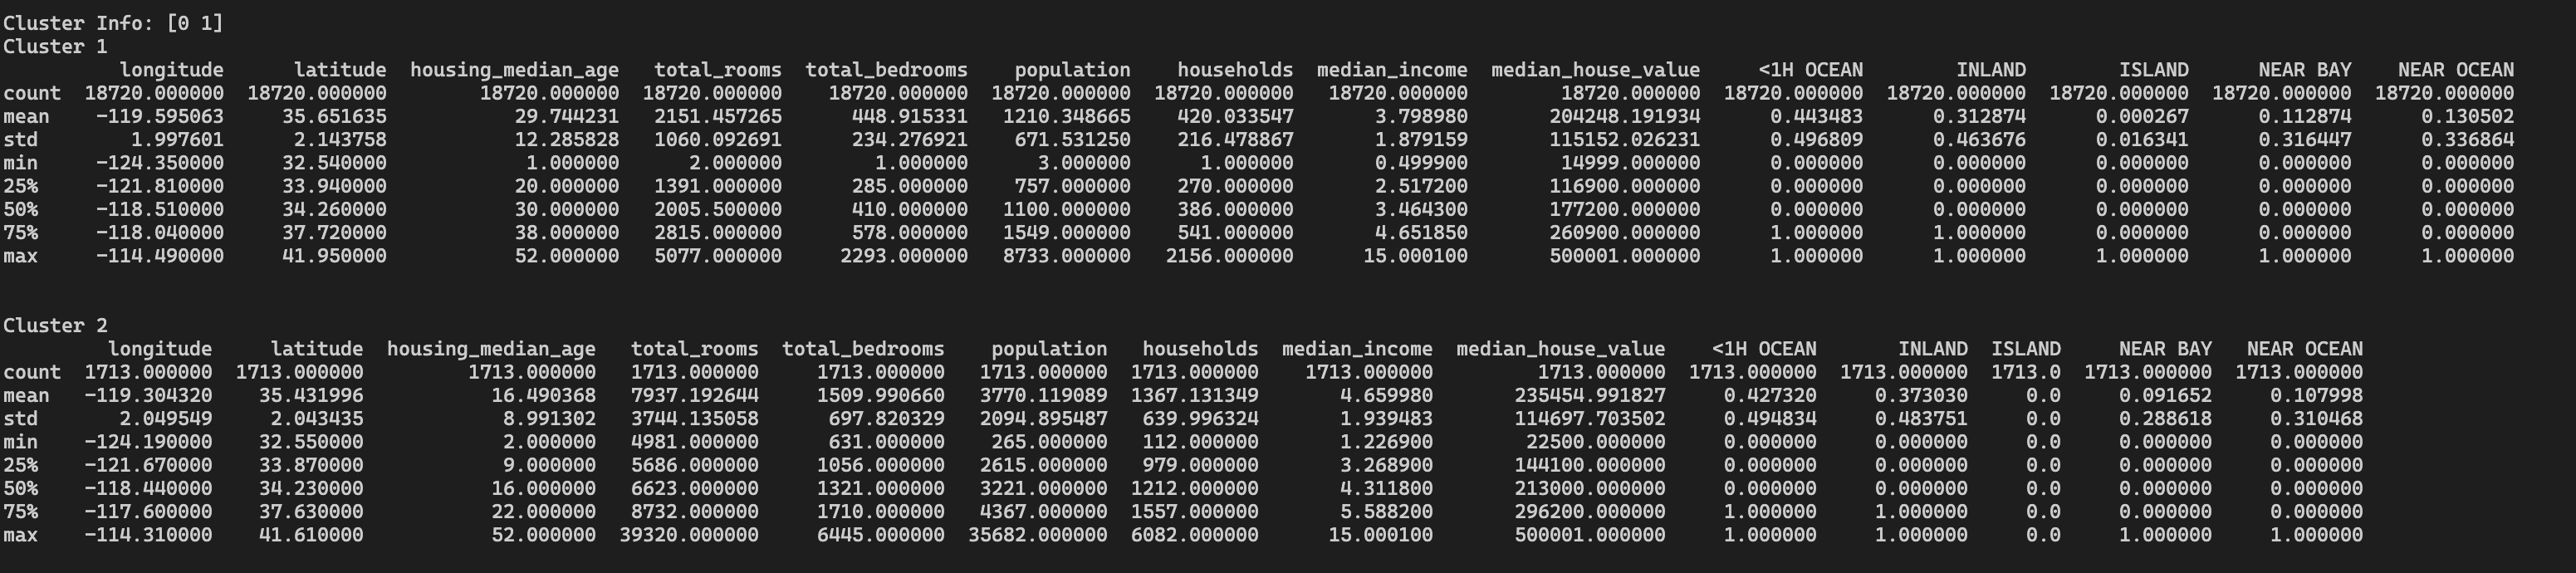 Cluster Info: [0 1]
Cluster 1
longitude latitude housing_median_age total_rooms total_bedrooms population households median_income median_house_value <1H OCEAN INLAND ISLAND NEAR BAY NEAR OCEAN
count 18720.000000 18720.000000 18720.000000 18720.000000 18720.000000 18720.000000 18720.000000 18720.000000 18720.000000 18720.000000 18720.000000 18720.000000 18720.000000 18720.000000
mean -119.595063 35.651635 29.744231 2151.457265 448.915331 1210.348665 420.033547 3.798980 204248.191934 0.443483 0.312874 0.000267 0.112874 0.130502
std 1.997601 2.143758 12.285828 1060.092691 234.276921 671.531250 216.478867 1.879159 115152.026231 0.496809 0.463676 0.016341 0.316447 0.336864
min -124.350000 32.540000 1.000000 2.000000 1.000000 3.000000 1.000000 0.499900 14999.000000 0.000000 0.000000 0.000000 0.000000 0.000000
25% -121.810000 33.940000 20.000000 1391.000000 285.000000 757.000000 270.000000 2.517200 116900.000000 0.000000 0.000000 0.000000 0.000000 0.000000
50% -118.510000 34.260000 30.000000 2005.500000 410.000000 1100.000000 386.000000 3.464300 177200.000000 0.000000 0.000000 0.000000 0.000000 0.000000
75% -118.040000 37.720000 38.000000 2815.000000 578.000000 1549.000000 541.000000 4.651850 260900.000000 1.000000 1.000000 0.000000 0.000000 0.000000
max -114.490000 41.950000 52.000000 5077.000000 2293.000000 8733.000000 2156.000000 15.000100 500001.000000 1.000000 1.000000 1.000000 1.000000 1.000000
Cluster 2
longitude latitude housing_median_age total_rooms total_bedrooms population households median_income median_house_value <1H OCEAN INLAND ISLAND NEAR BAY NEAR OCEAN
count 1713.000000 1713.000000 1713.000000 1713.000000 1713.000000 1713.000000 1713.000000 1713.000000 1713.000000 1713.000000 1713.000000 1713.0 1713.000000 1713.000000
mean -119.304320 35.431996 16.490368 7937.192644 1509.990660 3770.119089 1367.131349 4.659980 235454.991827 0.427320 0.373030 0.0 0.091652 0.107998
std 2.049549 2.043435 8.991302 3744.135058 697.820329 2094.895487 639.996324 1.939483 114697.703502 0.494834 0.483751 0.0 0.288618 0.310468
min -124.190000 32.550000 2.000000 4981.000000 631.000000 265.000000 112.000000 1.226900 22500.000000 0.000000 0.000000 0.0 0.000000 0.000000
25% -121.670000 33.870000 9.000000 5686.000000 1056.000000 2615.000000 979.000000 3.268900 144100.000000 0.000000 0.000000 0.0 0.000000 0.000000
50% -118.440000 34.230000 16.000000 6623.000000 1321.000000 3221.000000 1212.000000 4.311800 213000.000000 0.000000 0.000000 0.0 0.000000 0.000000
75% -117.600000 37.630000 22.000000 8732.000000 1710.000000 4367.000000 1557.000000 5.588200 296200.000000 1.000000 1.000000 0.0 0.000000 0.000000
max -114.310000 41.610000 52.000000 39320.000000 6445.000000 35682.000000 6082.000000 15.000100 500001.000000 1.000000 1.000000 0.0 1.000000 1.000000